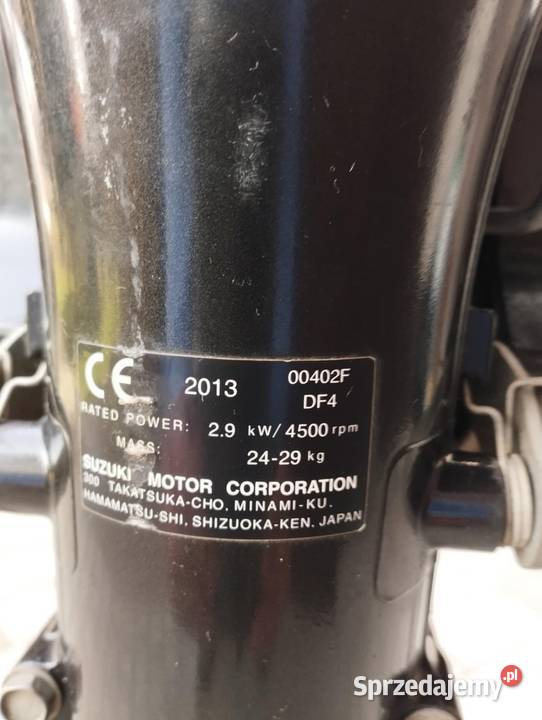 CE 2013 00402F
DF4
RATED POWER: 2.9 kW/4500 rpm
MASS: 24-29 kg
SUZUKI MOTOR CORPORATION
300 TAKATSUKA-CHO, MINAMI-KU.
HAMAMATSU-SHI, SHIZUOKA-KEN. JAPAN
Sprzedajemy.pl